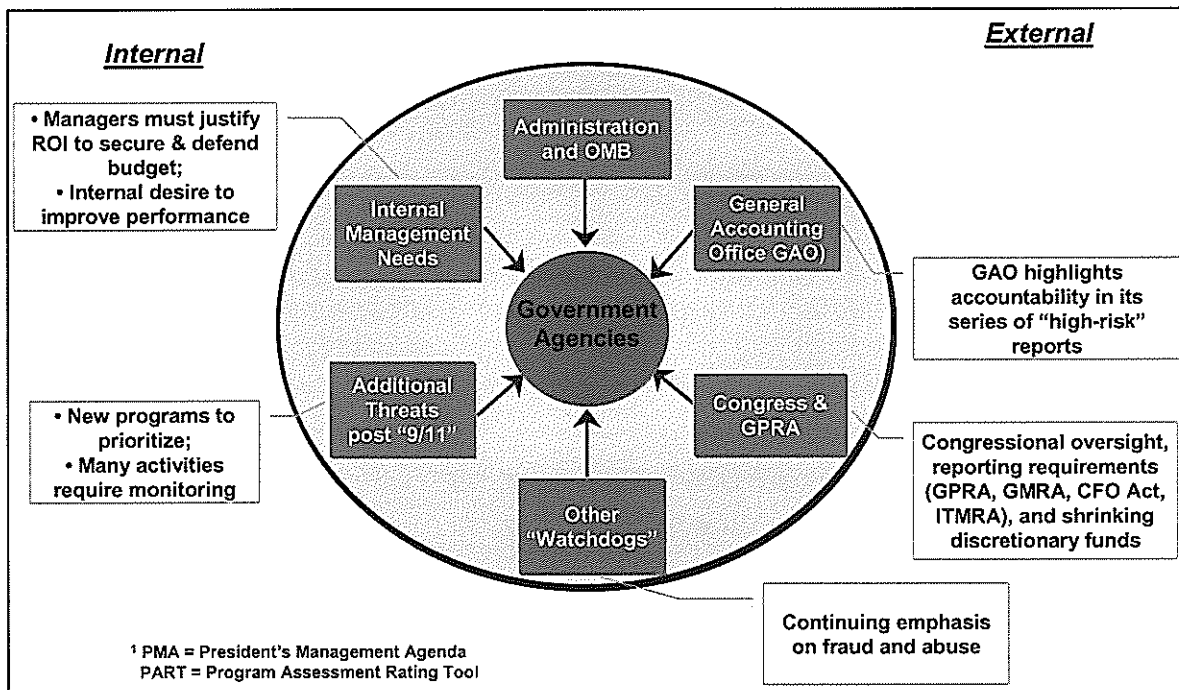 Internal
External
• Managers must justify
ROI to secure & defend
budget;
• Internal desire to
improve performance
Administration
and OMB
Internal
Management
Needs
General
Accounting
Office GAO)
Government
Agencies
GAO highlights
accountability in its
series of “high-risk”
reports
Additional
Threats
post “9/11”
Congress &
GPRA
• New programs to
prioritize;
• Many activities
require monitoring
Congressional oversight,
reporting requirements
(GPRA, GMRA, CFO Act,
ITMRA), and shrinking
discretionary funds
Other
“Watchdogs”
Continuing emphasis
on fraud and abuse
¹ PMA = President’s Management Agenda
PART = Program Assessment Rating Tool